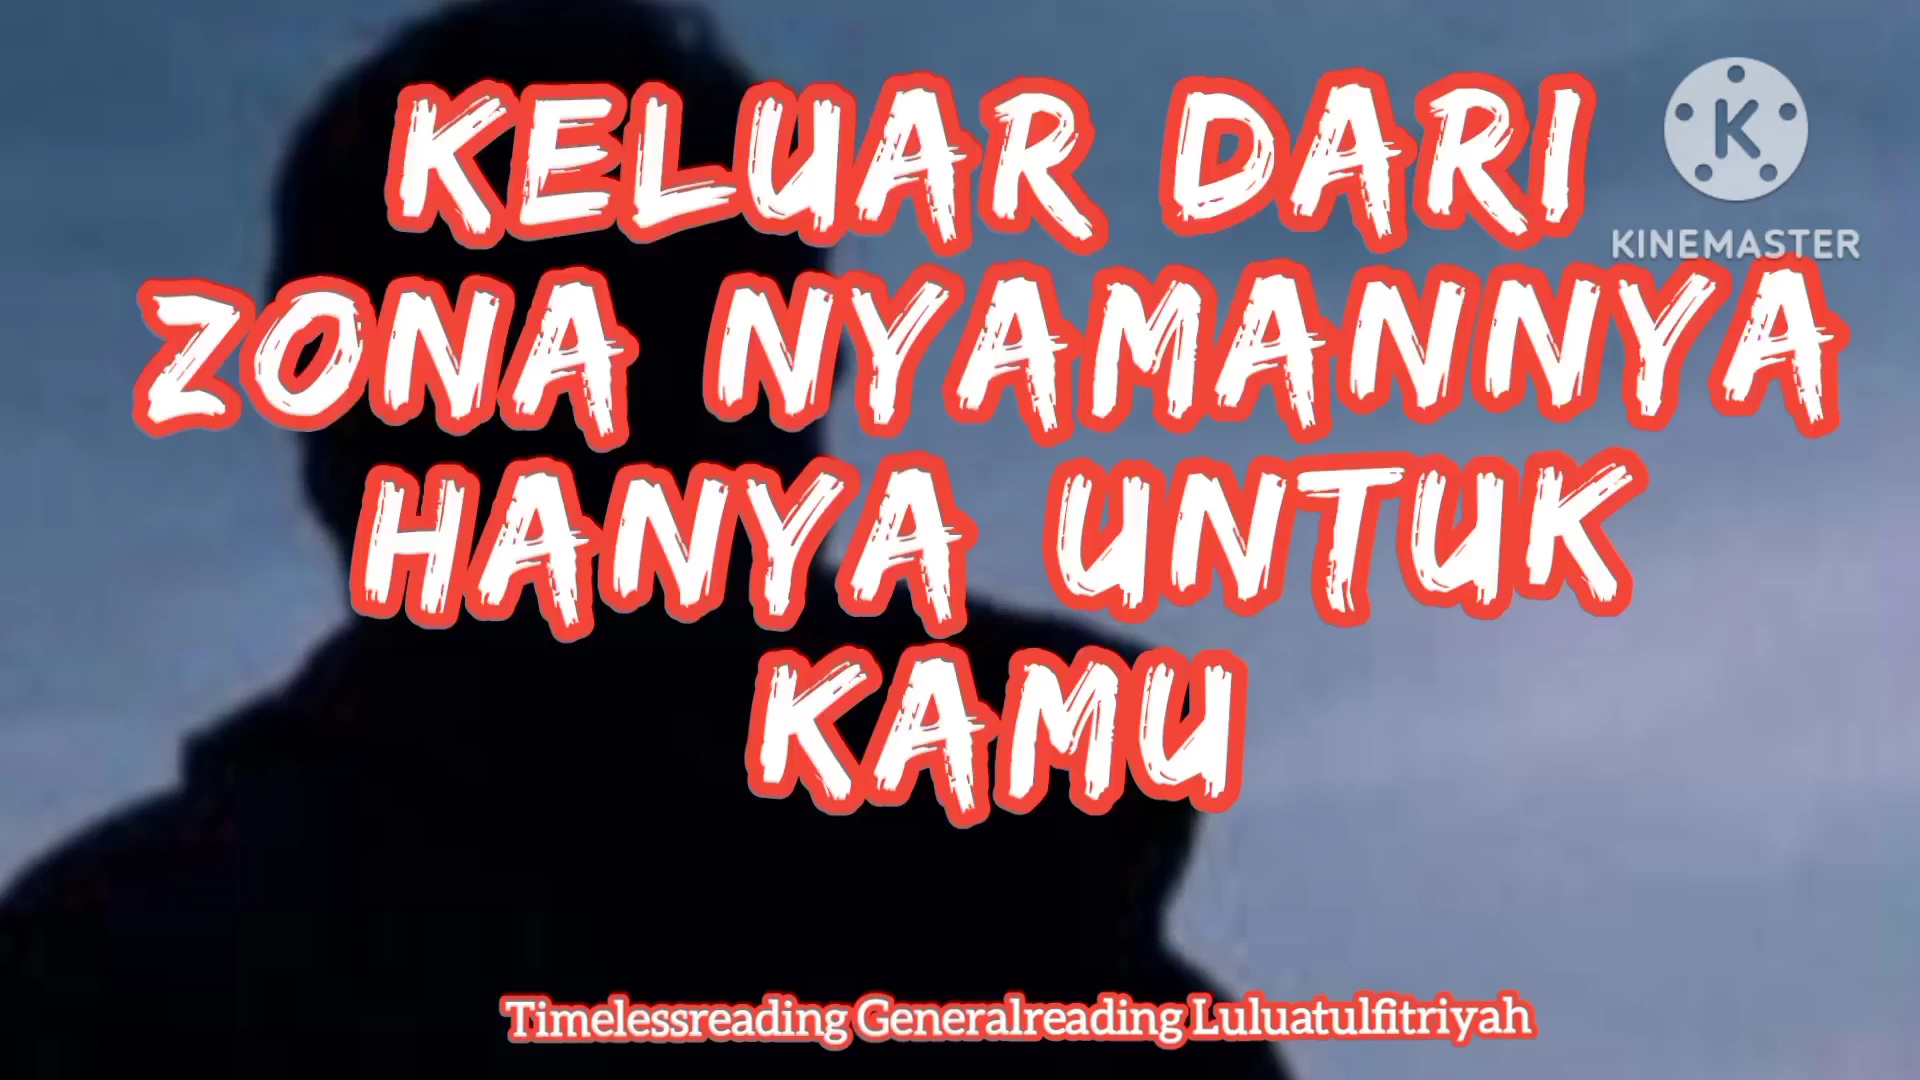 KELUAR DARI
K
KINEMASTER
ZONA NYAMANNYA
HANYA UNTUK
KAMU
Timelessreading Generalreading Luluatulfitriyah